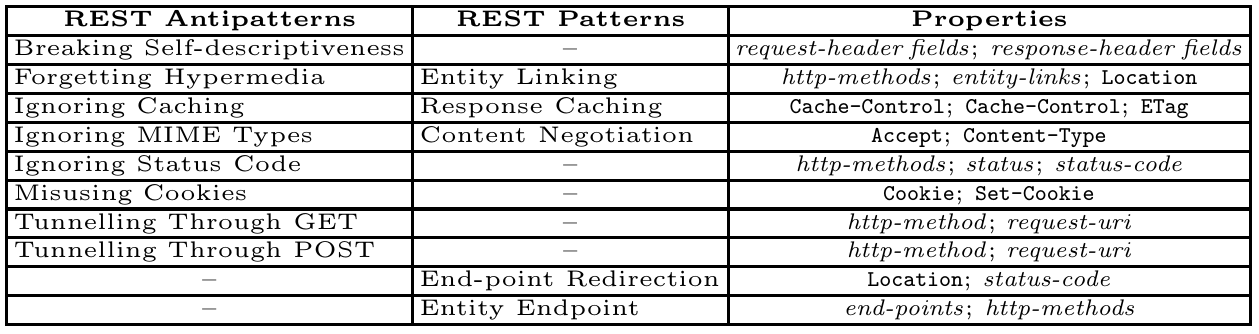 REST Antipatterns REST Patterns Properties
Breaking Self-descriptiveness – request-header fields; response-header fields
Forgetting Hypermedia Entity Linking http-methods; entity-links; Location
Ignoring Caching Response Caching Cache-Control; Cache-Control; ETag
Ignoring MIME Types Content Negotiation Accept; Content-Type
Ignoring Status Code – http-methods; status; status-code
Misusing Cookies – Cookie; Set-Cookie
Tunnelling Through GET – http-method; request-uri
Tunnelling Through POST – http-method; request-uri
– End-point Redirection Location; status-code
– Entity Endpoint end-points; http-methods